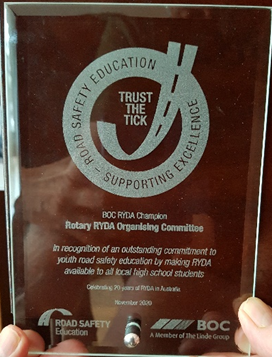 ROAD SAFETY EDUCATION – SUPPORTING EXCELLENCE –
TRUST
THE
TICK
BOC RYDA Champion
Rotary RYDA Organising Committee
In recognition of an outstanding commitment to
youth road safety education by making RYDA
available to all local high school students
Celebrating 20 years of RYDA in Australia
November 2020
ROAD SAFETY
Education
BOC
A Member of The Linde Group